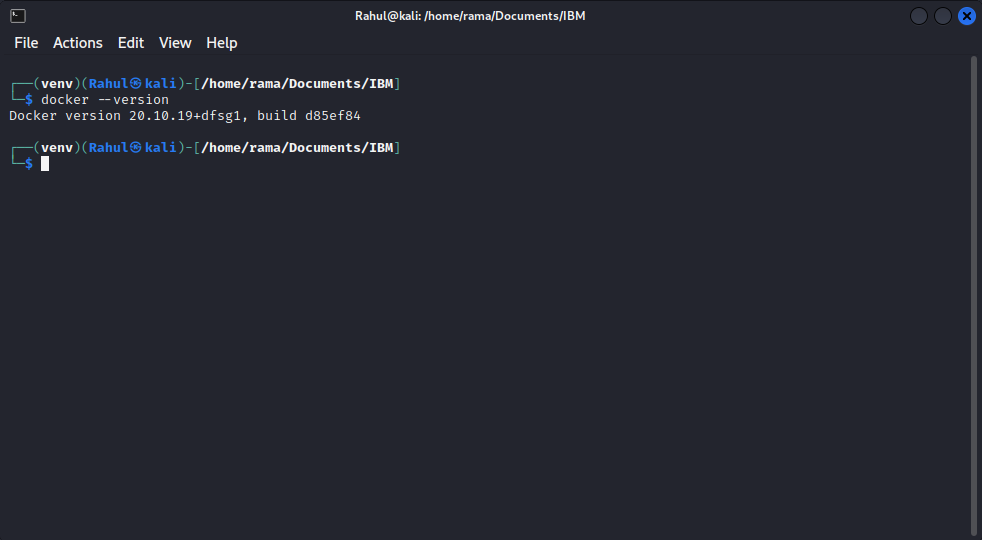 Rahul@kali: /home/rama/Documents/IBM
File Actions Edit View Help
┌──(venv)(Rahul㉿kali)-[/home/rama/Documents/IBM]
└─$ docker --version
Docker version 20.10.19+dfsg1, build d85ef84
┌──(venv)(Rahul㉿kali)-[/home/rama/Documents/IBM]
└─$